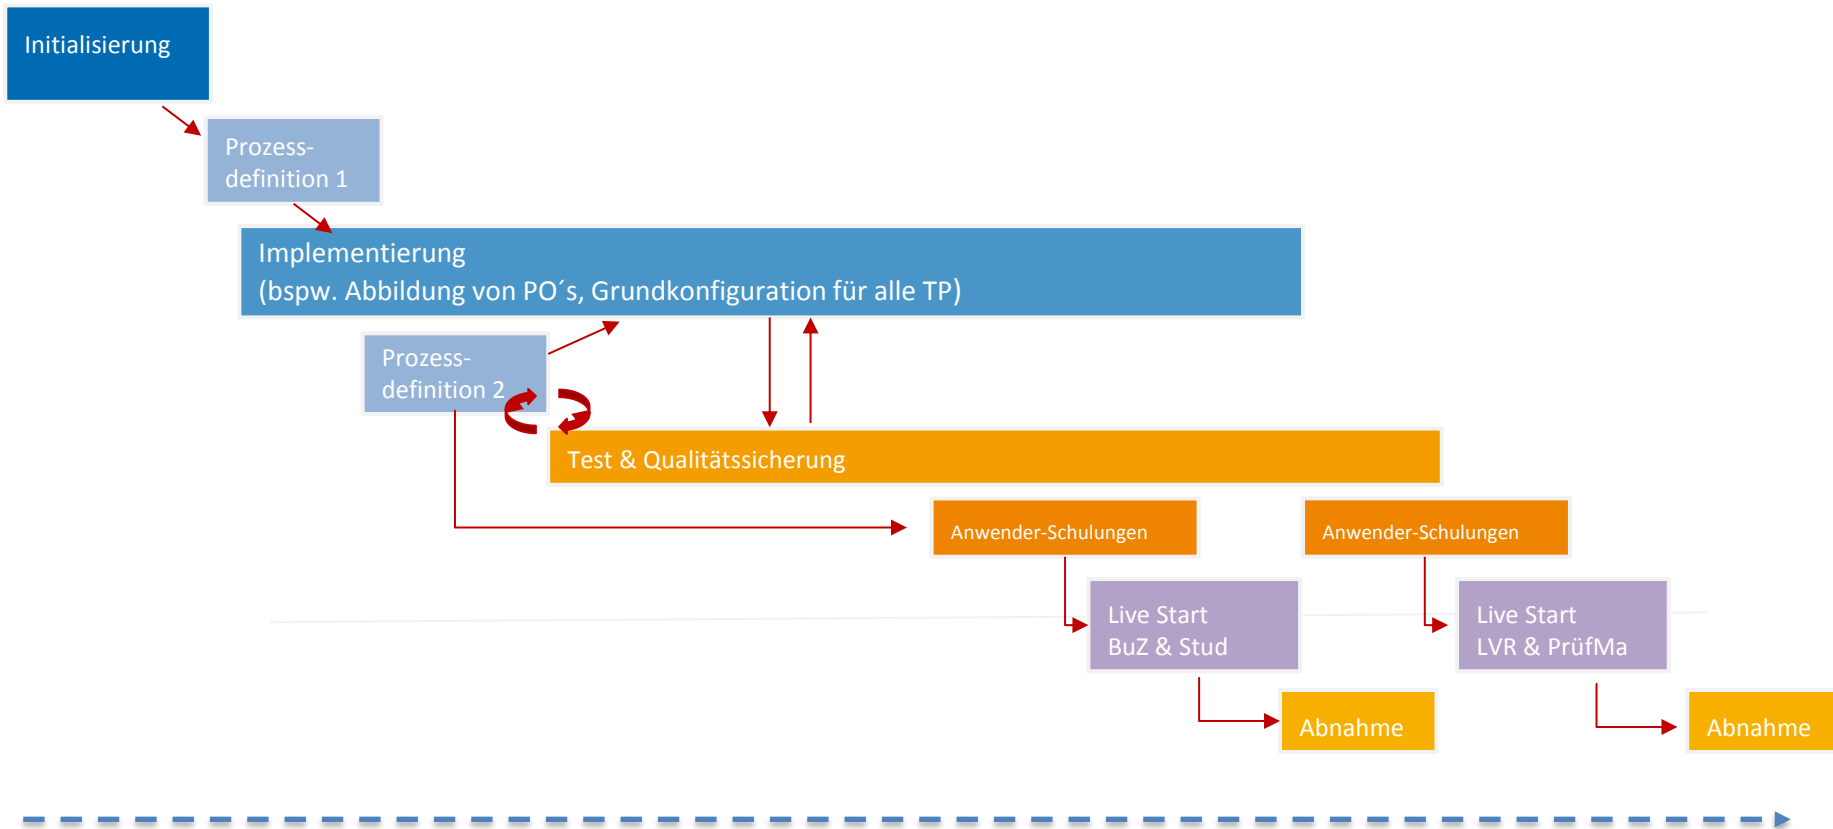 Initialisierung
Prozess-
definition 1
Implementierung
(bspw. Abbildung von PO´s, Grundkonfiguration für alle TP)
Prozess-
definition 2
Test & Qualitätssicherung
Anwender-Schulungen
Anwender-Schulungen
Live Start
BuZ & Stud
Live Start
LVR & PrüfMa
Abnahme
Abnahme